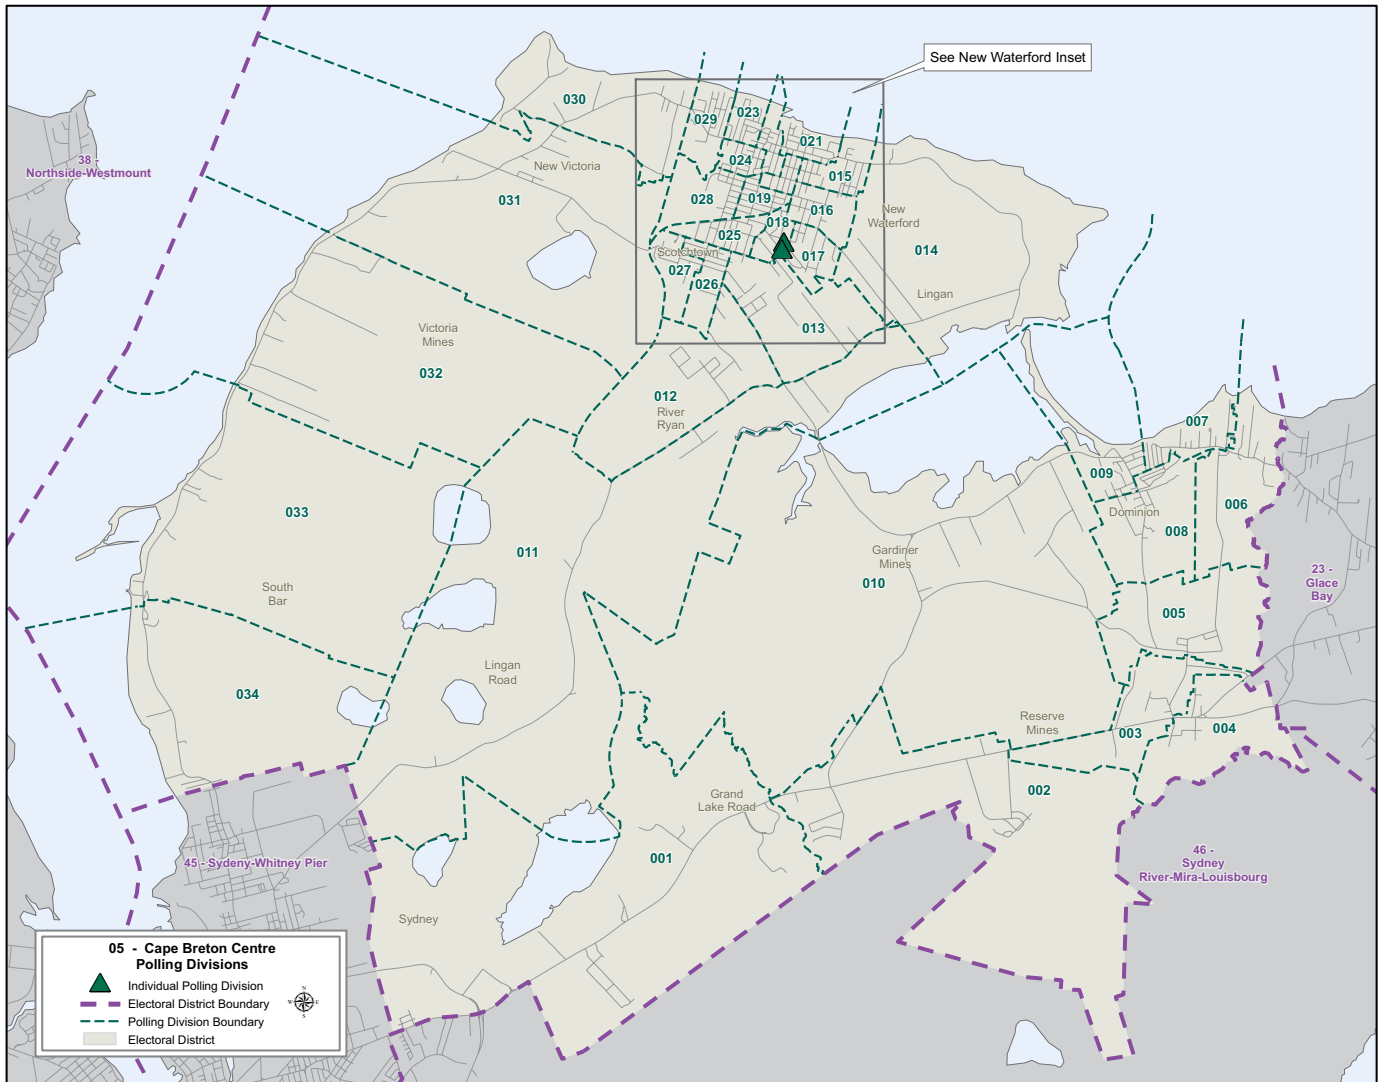 See New Waterford Inset
030
029
023
021
38 -
Northside-Westmount
New Victoria
024
015
031
028
019
016
New
Waterford
018
025
014
Scotchtown
017
027
026
Lingan
013
Victoria
Mines
032
012
River
Ryan
007
009
006
Dominion
033
008
011
Gardiner
Mines
010
23 -
Glace
Bay
South
Bar
005
Lingan
Road
034
Reserve
Mines
003
004
Grand
Lake Road
002
001
45 - Sydeny-Whitney Pier
46 -
Sydney
River-Mira-Louisbourg
Sydney
05 - Cape Breton Centre
Polling Divisions
Individual Polling Division
Electoral District Boundary
N
W
E
S
Polling Division Boundary
Electoral District